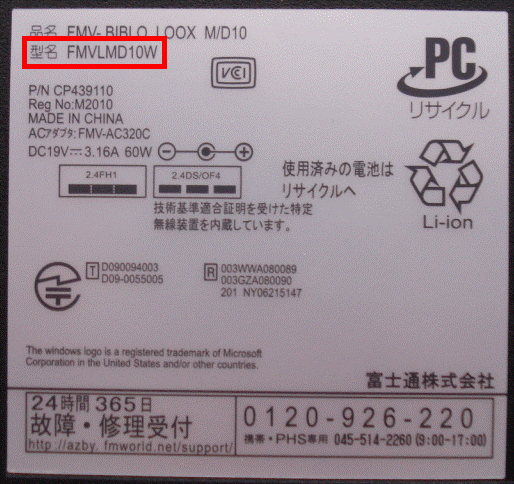 品名 FMV- BIBLO LOOX M/D10
型名 FMVLMD10W
VCCI
P/N CP439110
Reg No:M2010
MADE IN CHINA
ACアダプタ: FMV-AC320C
DC19V⎓3.16A 60W
2.4FH1
2.4DS/OF4
技術基準適合証明を受けた特定
無線装置を内蔵しています。
PC
リサイクル
使用済みの電池は
リサイクルへ
Li-ion
T D090094003
D09-0055005
R 003WWA080089
003GZA080090
201 NY06215147
The windows logo is a registered trademark of Microsoft
Corporation in the United States and/or other countries.
富士通株式会社
24時間365日
故障・修理受付
http://azby.fmworld.net/support/
0120-926-220
携帯・PHS専用 045-514-2260 (9:00-17:00)